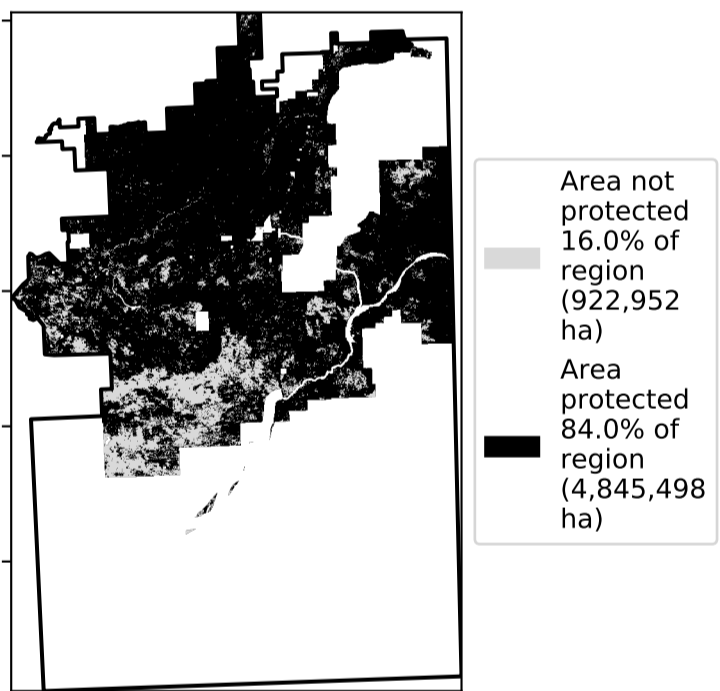 Area not
protected
16.0% of
region
(922,952
ha)
Area
protected
84.0% of
region
(4,845,498
ha)